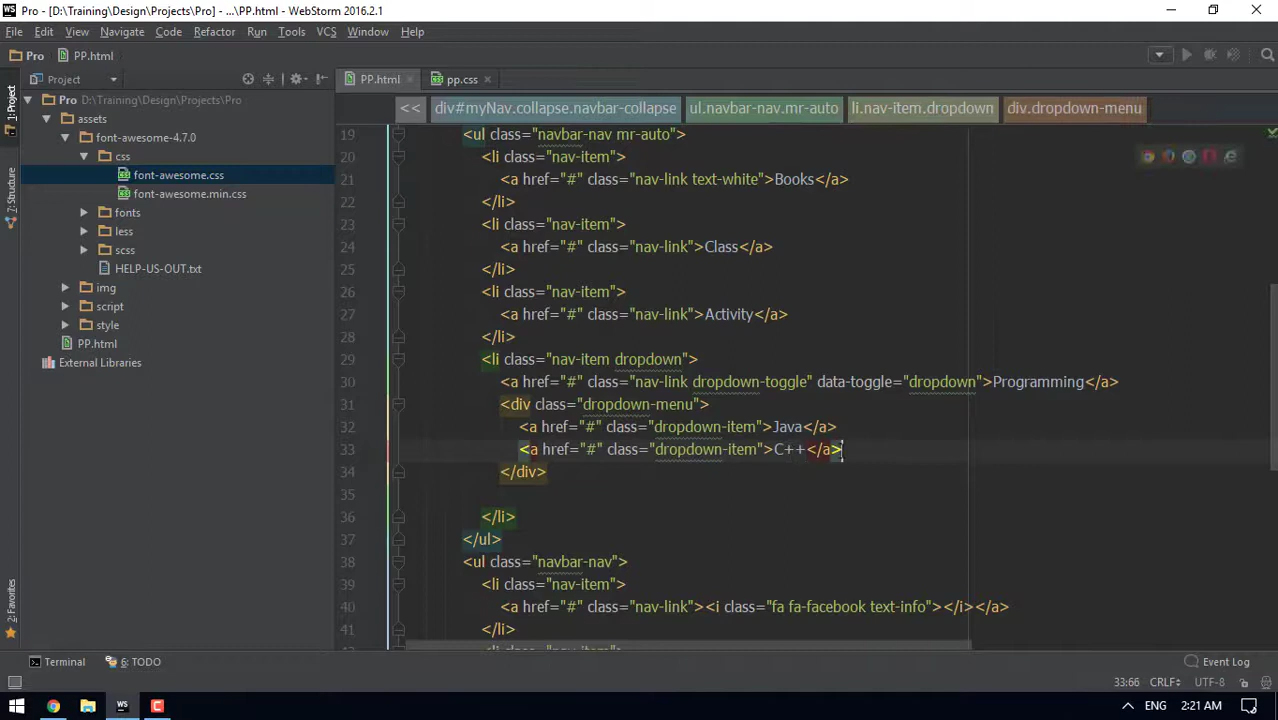 Pro - [D:\Training\Design\Projects\Pro] - ...\PP.html] - WebStorm 2016.2.1
File Edit View Navigate Code Refactor Run Tools VCS Window Help
Pro PP.html
Project
PP.html
pp.css
<< div#myNav.collapse.navbar-collapse ul.navbar-nav.mr-auto li.nav-item.dropdown div.dropdown-menu
1: Project
7: Structure
2: Favorites
Pro D:\Training\Design\Projects\Pro
assets
font-awesome-4.7.0
css
font-awesome.css
font-awesome.min.css
fonts
less
scss
HELP-US-OUT.txt
img
script
style
PP.html
External Libraries
19 <ul class="navbar-nav mr-auto">
20 <li class="nav-item">
21 <a href="#" class="nav-link text-white">Books</a>
22 </li>
23 <li class="nav-item">
24 <a href="#" class="nav-link">Class</a>
25 </li>
26 <li class="nav-item">
27 <a href="#" class="nav-link">Activity</a>
28 </li>
29 <li class="nav-item dropdown">
30 <a href="#" class="nav-link dropdown-toggle" data-toggle="dropdown">Programming</a>
31 <div class="dropdown-menu">
32 <a href="#" class="dropdown-item">Java</a>
33 <a href="#" class="dropdown-item">C++</a>
34 </div>
35
36 </li>
37 </ul>
38 <ul class="navbar-nav">
39 <li class="nav-item">
40 <a href="#" class="nav-link"><i class="fa fa-facebook text-info"></i></a>
41 </li>
Terminal 6: TODO Event Log
33:66 CRLF UTF-8
WS ENG 2:21 AM